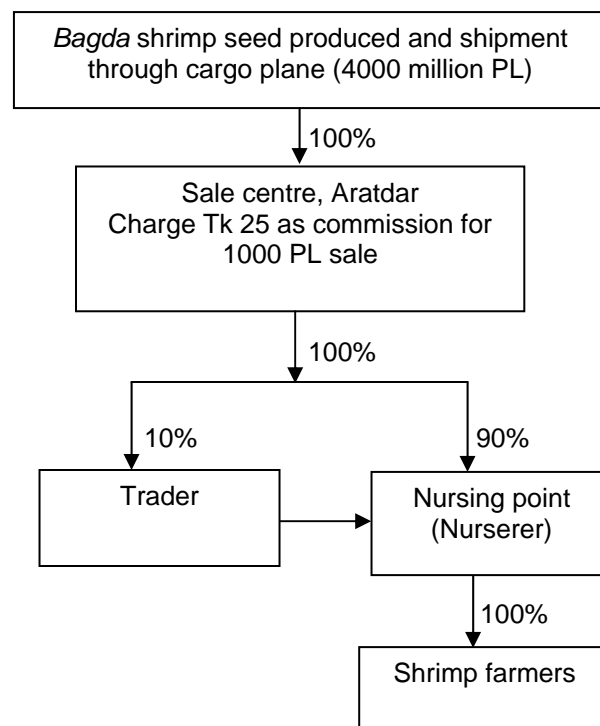 Bagda shrimp seed produced and shipment
through cargo plane (4000 million PL)
100%
Sale centre, Aratdar
Charge Tk 25 as commission for
1000 PL sale
100%
10%
90%
Trader
Nursing point
(Nurserer)
100%
Shrimp farmers